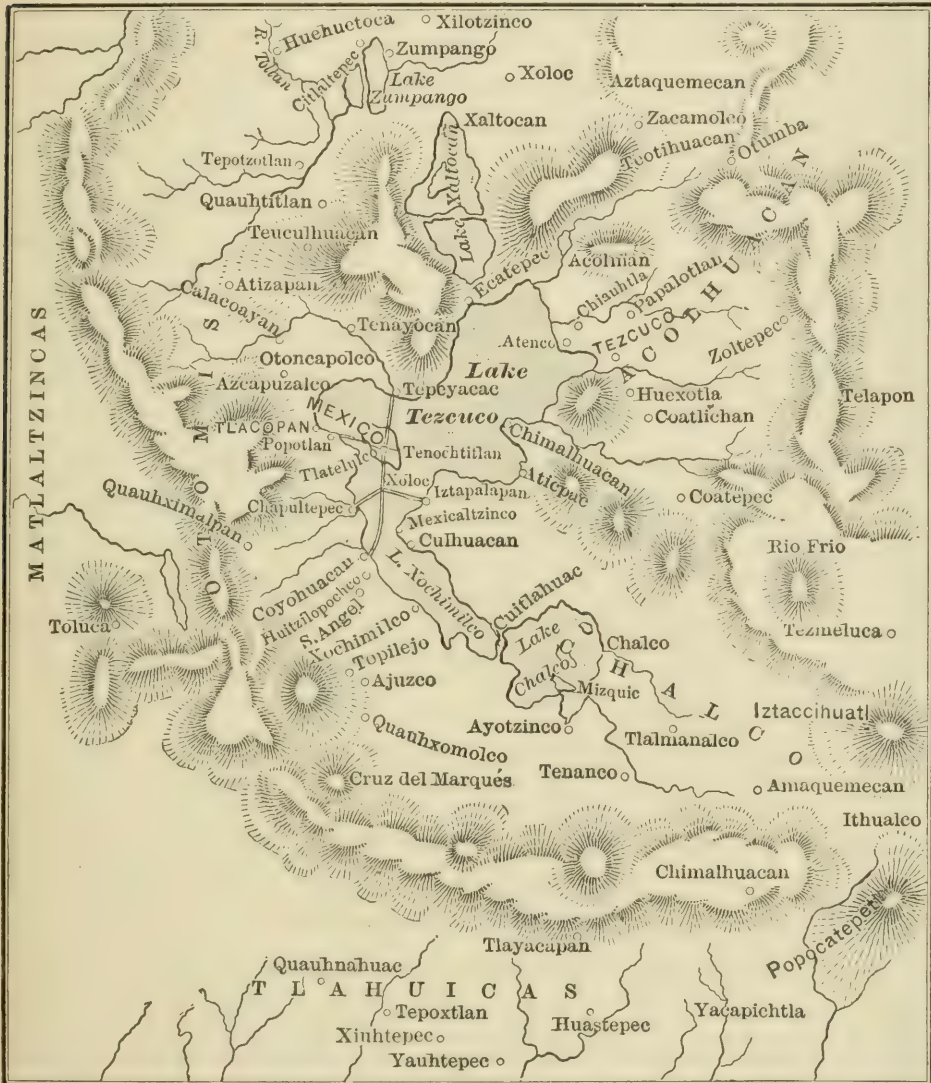 Xilotzinco
Huehuetoca
R. Tollan
Citlaltepec
Zumpango
Lake
Zumpango
Xoloc
Aztaquemecan
Xaltocan
Zacamolco
Teotihuacan
Otumba
Tepotzotlan
Lake Xaltocan
Quauhtitlan
Teuculhuacan
Ecatepec
Acolman
Atizapan
Calacoayan
Chiauhtla
Papalotlan
Tenayocan
Atenco
TEZCUCO
Zoltepec
ACOLHUACAN
Otoncapolco
Lake
Tezcuco
Azcapuzalco
Tepeyacac
Huexotla
Telapon
MEXICO
Coatlichan
TLACOPAN
Popotlan
Chimalhuacan
Tlatelulc
Tenochtitlan
Xoloc
Aticpac
Iztapalapan
Coatepec
Quauhximalpan
Chapultepec
Mexicaltzinco
Culhuacan
MATLALTZINCAS
OTOMIS
Rio Frio
L. Xochimilco
Coyohuacan
Huitzilopochco
S. Angel
Cuitlahuac
Toluca
Xochimilco
Tezmeluca
Topilejo
Lake
Chalco
Chalco
CHALCO
Ajuzco
Mizquic
Iztaccihuatl
Quauhxomolco
Ayotzinco
Tlalmanalco
Cruz del Marqués
Tenanco
Amaquemecan
Ithualco
Chimalhuacan
Popocatepetl
Tlayacapan
Quauhnahuac
TLAHUICAS
Tepoxtlan
Huastepec
Yacapichtla
Xiuhtepec
Yauhtepec